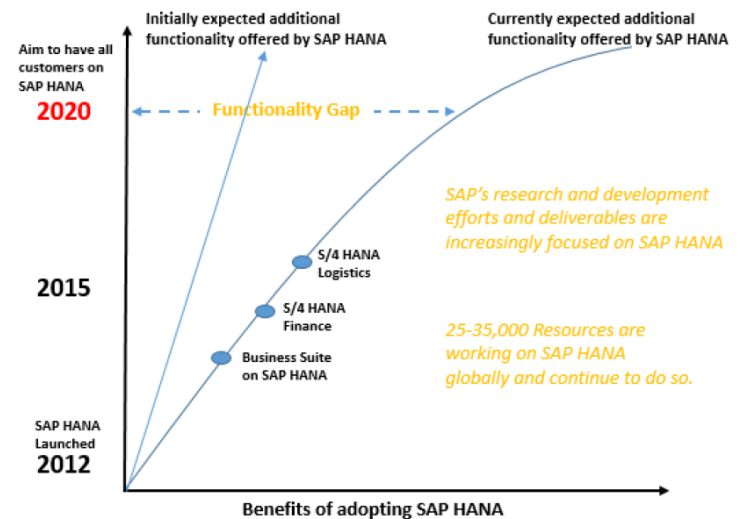 Initially expected additional
functionality offered by SAP HANA
Currently expected additional
functionality offered by SAP HANA
Aim to have all
customers on
SAP HANA
2020
Functionality Gap
SAP's research and development
efforts and deliverables are
increasingly focused on SAP HANA
S/4 HANA
Logistics
2015
S/4 HANA
Finance
25-35,000 Resources are
working on SAP HANA
globally and continue to do so.
Business Suite
on SAP HANA
SAP HANA
Launched
2012
Benefits of adopting SAP HANA